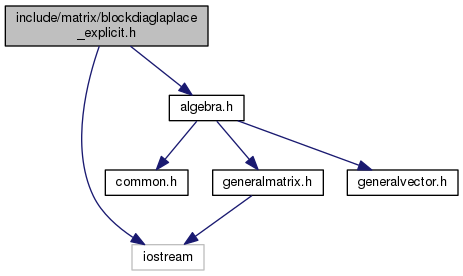 include/matrix/blockdiaglaplace
_explicit.h
algebra.h
common.h
generalmatrix.h
generalvector.h
iostream